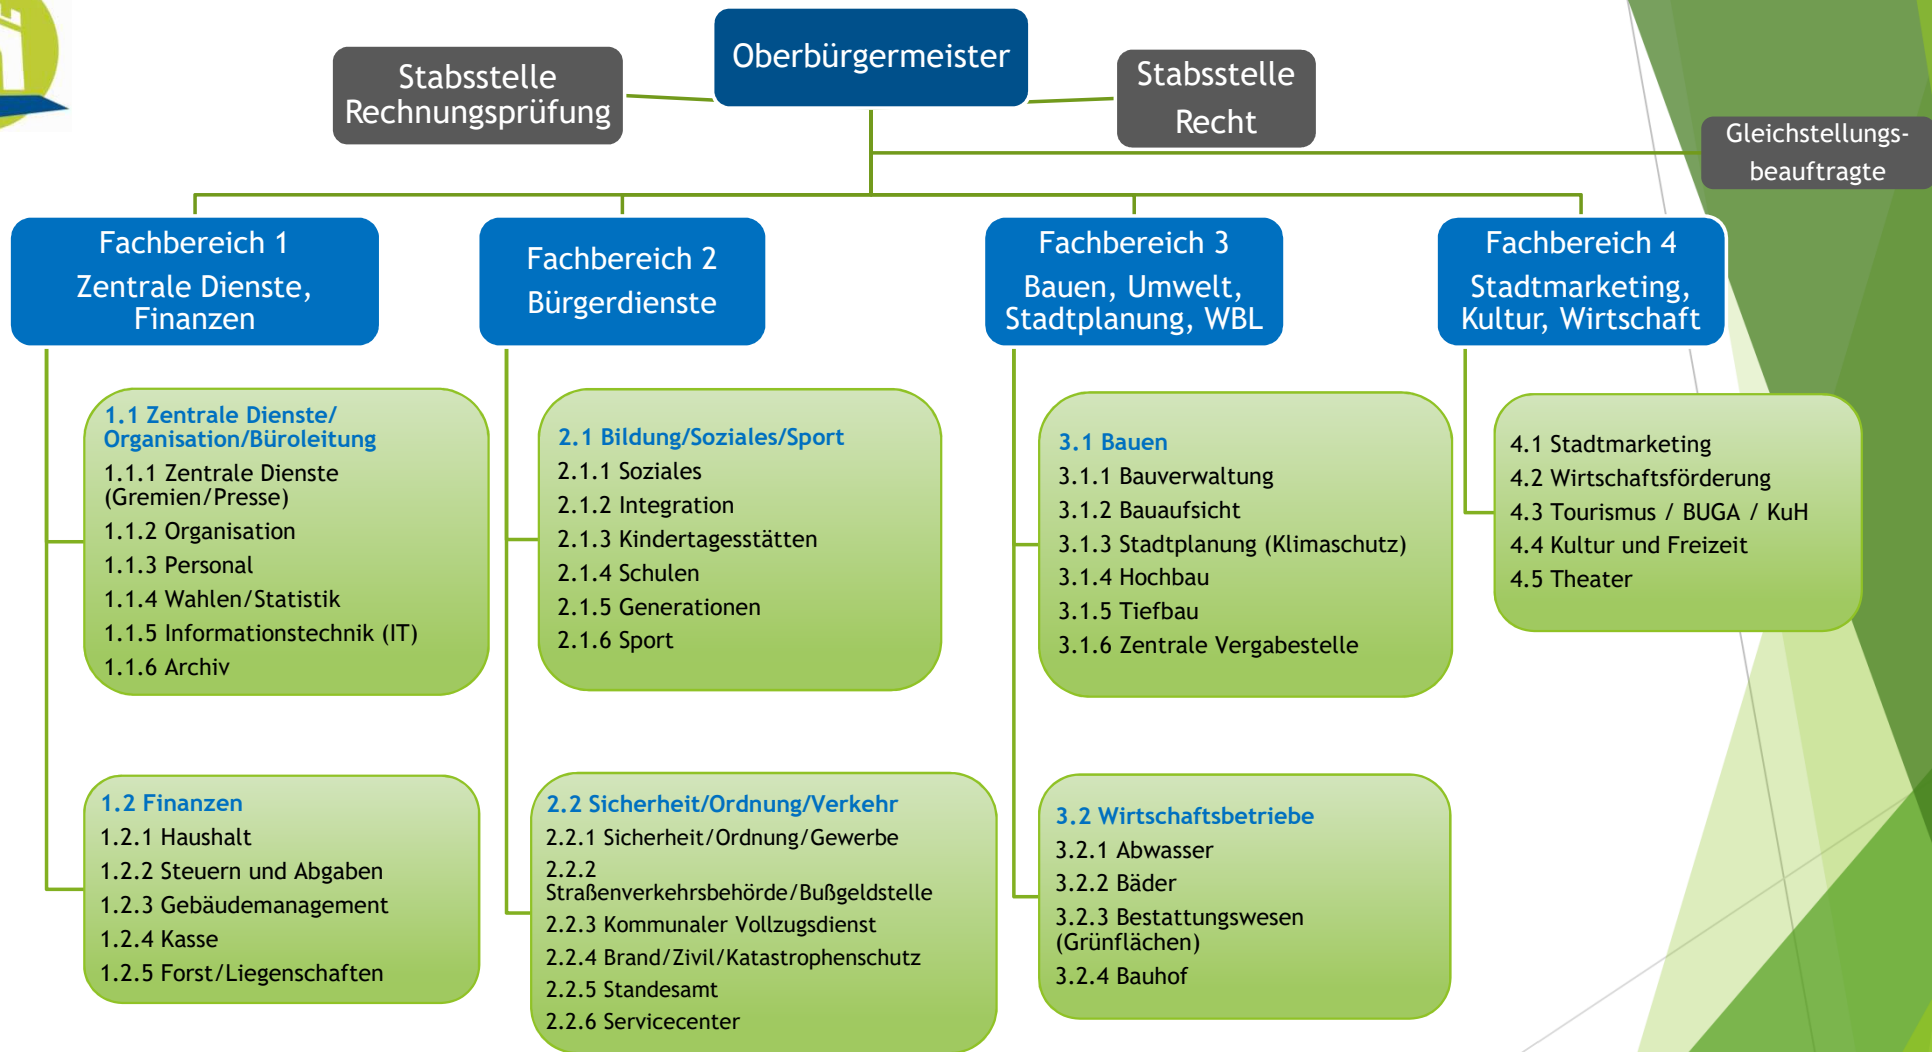 Oberbürgermeister
Stabsstelle
Rechnungsprüfung
Stabsstelle
Recht
Gleichstellungs-
beauftragte
Fachbereich 1
Zentrale Dienste,
Finanzen
Fachbereich 2
Bürgerdienste
Fachbereich 3
Bauen, Umwelt,
Stadtplanung, WBL
Fachbereich 4
Stadtmarketing,
Kultur, Wirtschaft
1.1 Zentrale Dienste/
Organisation/Büroleitung
1.1.1 Zentrale Dienste
(Gremien/Presse)
1.1.2 Organisation
1.1.3 Personal
1.1.4 Wahlen/Statistik
1.1.5 Informationstechnik (IT)
1.1.6 Archiv
2.1 Bildung/Soziales/Sport
2.1.1 Soziales
2.1.2 Integration
2.1.3 Kindertagesstätten
2.1.4 Schulen
2.1.5 Generationen
2.1.6 Sport
3.1 Bauen
3.1.1 Bauverwaltung
3.1.2 Bauaufsicht
3.1.3 Stadtplanung (Klimaschutz)
3.1.4 Hochbau
3.1.5 Tiefbau
3.1.6 Zentrale Vergabestelle
4.1 Stadtmarketing
4.2 Wirtschaftsförderung
4.3 Tourismus / BUGA / KuH
4.4 Kultur und Freizeit
4.5 Theater
1.2 Finanzen
1.2.1 Haushalt
1.2.2 Steuern und Abgaben
1.2.3 Gebäudemanagement
1.2.4 Kasse
1.2.5 Forst/Liegenschaften
2.2 Sicherheit/Ordnung/Verkehr
2.2.1 Sicherheit/Ordnung/Gewerbe
2.2.2
Straßenverkehrsbehörde/Bußgeldstelle
2.2.3 Kommunaler Vollzugsdienst
2.2.4 Brand/Zivil/Katastrophenschutz
2.2.5 Standesamt
2.2.6 Servicecenter
3.2 Wirtschaftsbetriebe
3.2.1 Abwasser
3.2.2 Bäder
3.2.3 Bestattungswesen
(Grünflächen)
3.2.4 Bauhof